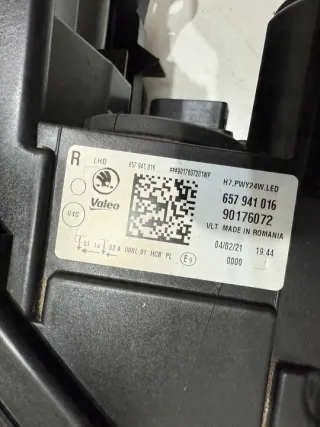 R LHD 657 941 016
H7,PWY24W,LED
Valeo
657 941 016
90176072
VLT MADE IN ROMANIA
04/02/21 19:44
0000